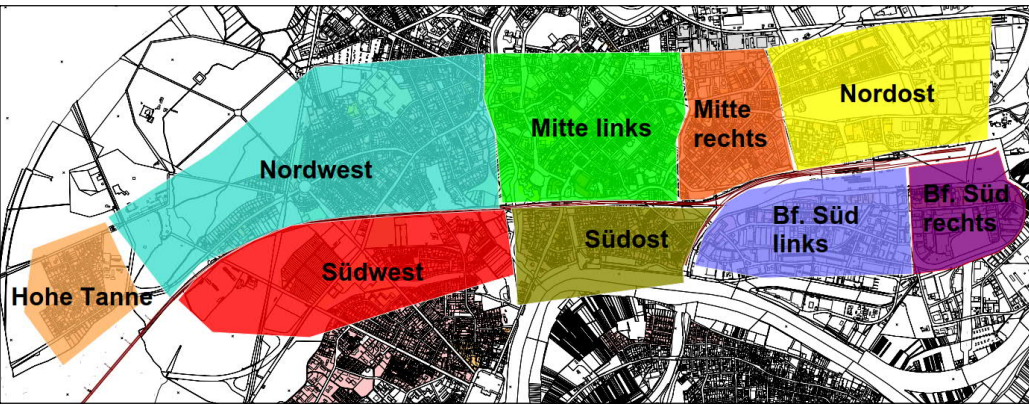 Nordwest
Mitte links
Mitte
rechts
Nordost
Hohe Tanne
Südwest
Südost
Bf. Süd
links
Bf. Süd
rechts